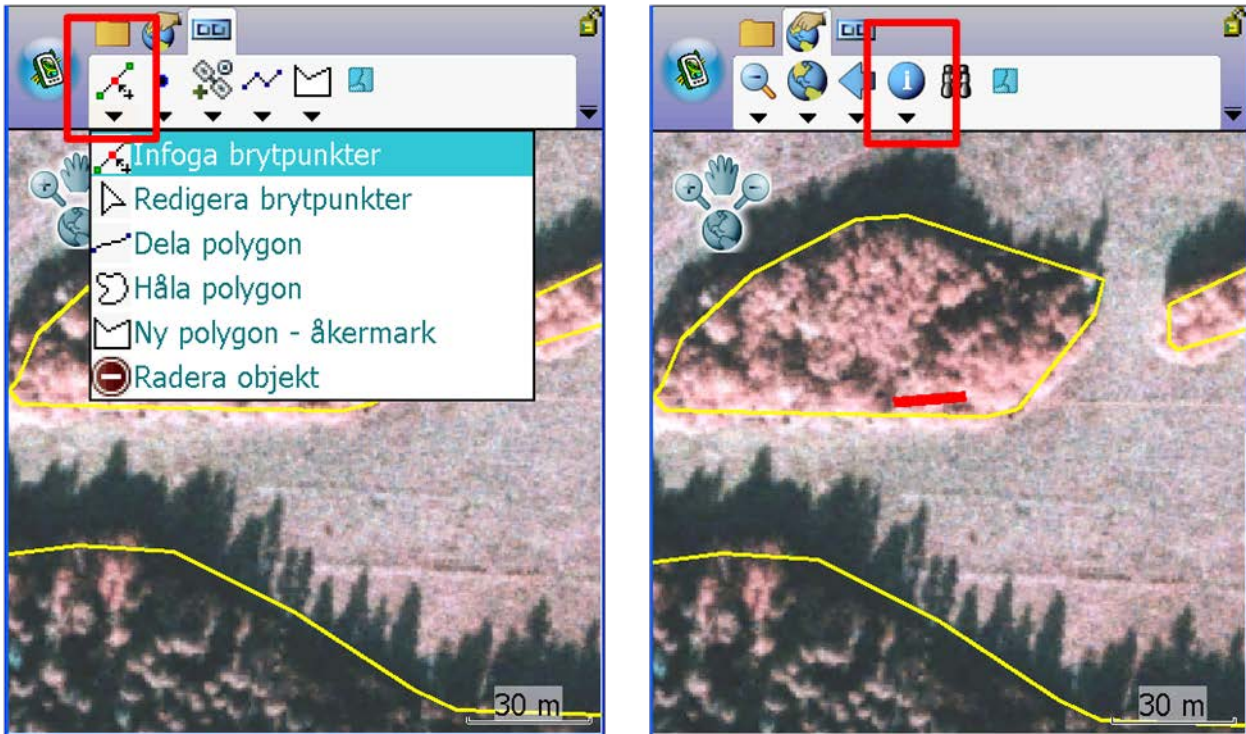 Infoga brytpunkter
Redigera brytpunkter
Dela polygon
Håla polygon
Ny polygon - åkermark
Radera objekt
30 m
30 m